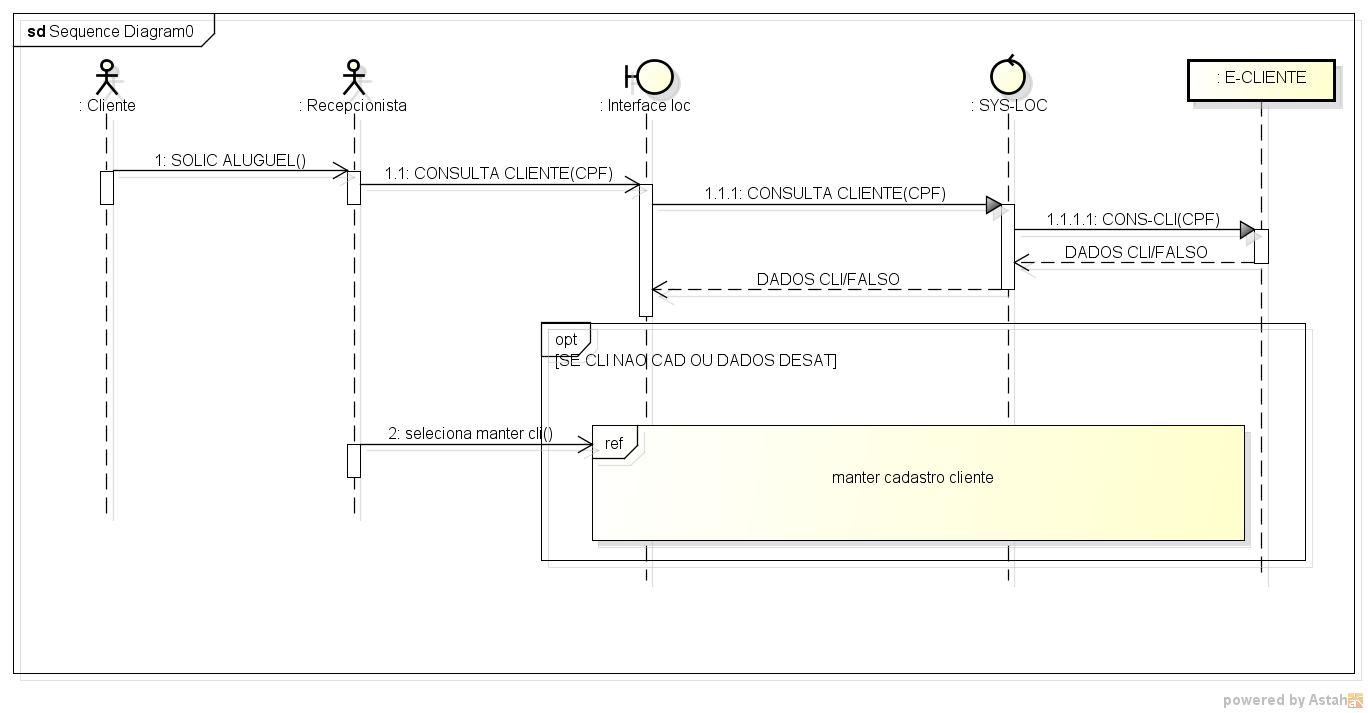 sd Sequence Diagram0
: Cliente
: Recepcionista
: Interface loc
: SYS-LOC
: E-CLIENTE
1: SOLIC ALUGUEL()
1.1: CONSULTA CLIENTE(CPF)
1.1.1: CONSULTA CLIENTE(CPF)
1.1.1.1: CONS-CLI(CPF)
DADOS CLI/FALSO
DADOS CLI/FALSO
opt
[SE CLI NAO CAD OU DADOS DESAT]
2: seleciona manter cli()
ref
manter cadastro cliente
powered by Astah